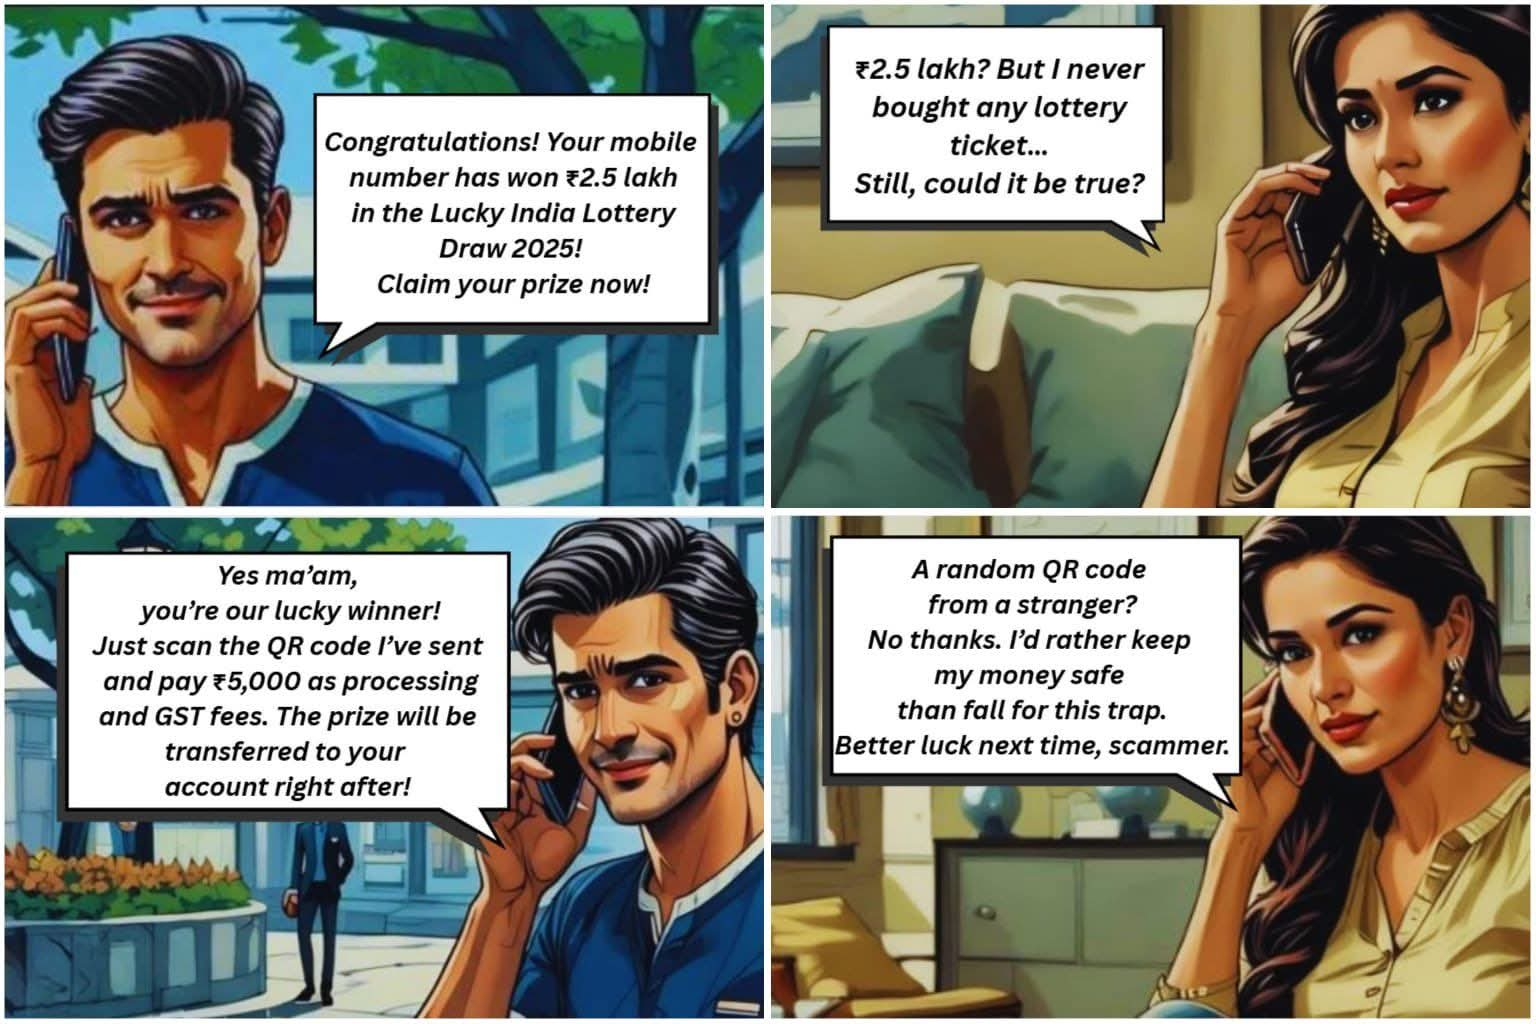 Congratulations! Your mobile
number has won ₹2.5 lakh
in the Lucky India Lottery
Draw 2025!
Claim your prize now!
₹2.5 lakh? But I never
bought any lottery
ticket...
Still, could it be true?
Yes ma’am,
you’re our lucky winner!
Just scan the QR code I’ve sent
and pay ₹5,000 as processing
and GST fees. The prize will be
transferred to your
account right after!
A random QR code
from a stranger?
No thanks. I’d rather keep
my money safe
than fall for this trap.
Better luck next time, scammer.